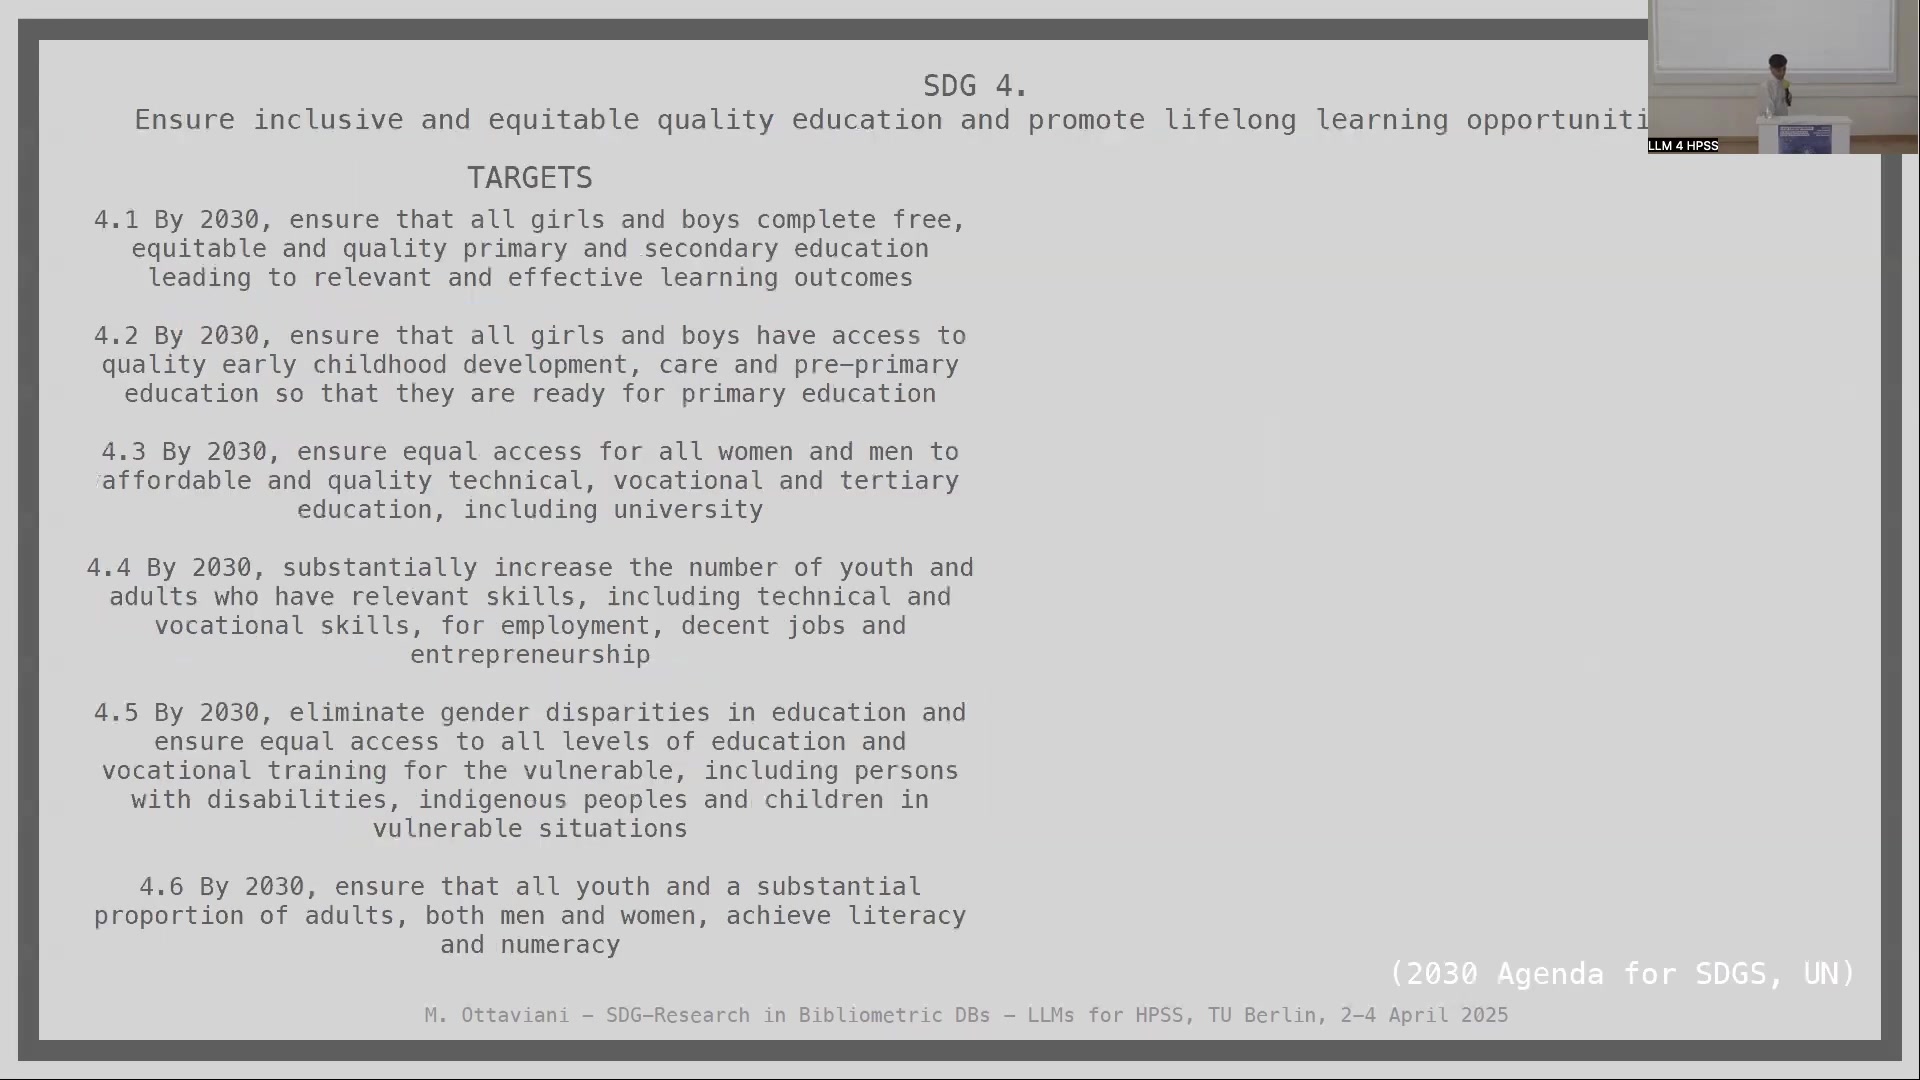 SDG 4.
Ensure inclusive and equitable quality education and promote lifelong learning opportuniti
LLM 4 HPSS
TARGETS
4.1 By 2030, ensure that all girls and boys complete free,
equitable and quality primary and secondary education
leading to relevant and effective learning outcomes
4.2 By 2030, ensure that all girls and boys have access to
quality early childhood development, care and pre–primary
education so that they are ready for primary education
4.3 By 2030, ensure equal access for all women and men to
affordable and quality technical, vocational and tertiary
education, including university
4.4 By 2030, substantially increase the number of youth and
adults who have relevant skills, including technical and
vocational skills, for employment, decent jobs and
entrepreneurship
4.5 By 2030, eliminate gender disparities in education and
ensure equal access to all levels of education and
vocational training for the vulnerable, including persons
with disabilities, indigenous peoples and children in
vulnerable situations
4.6 By 2030, ensure that all youth and a substantial
proportion of adults, both men and women, achieve literacy
and numeracy
(2030 Agenda for SDGS, UN)
M. Ottaviani – SDG–Research in Bibliometric DBs – LLMs for HPSS, TU Berlin, 2–4 April 2025